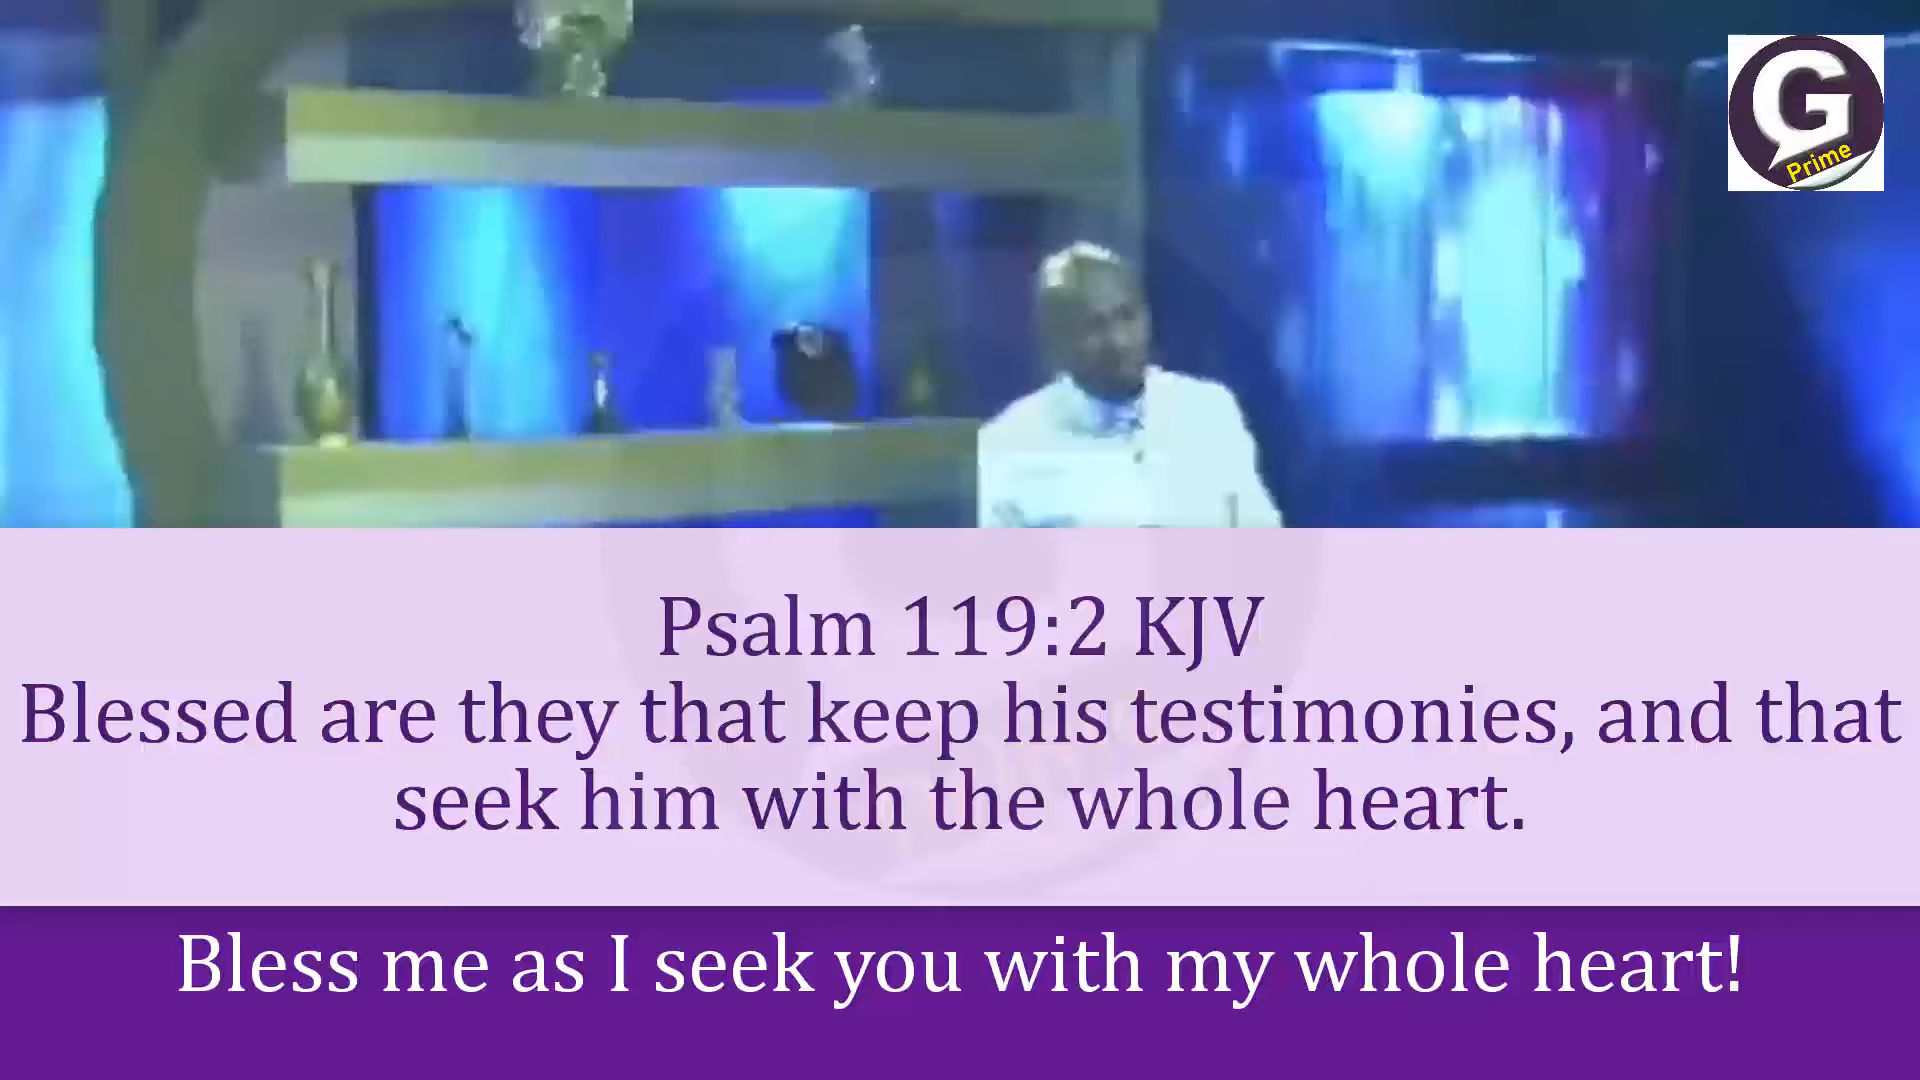 G
Prime
Psalm 119:2 KJV
Blessed are they that keep his testimonies, and that
seek him with the whole heart.
Bless me as I seek you with my whole heart!